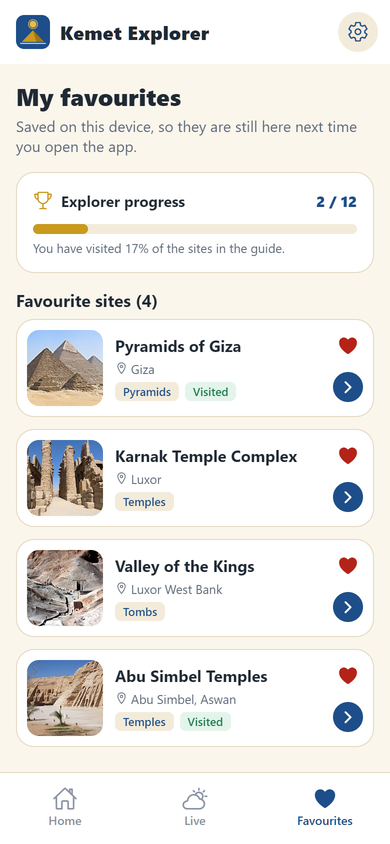 Kemet Explorer
My favourites
Saved on this device, so they are still here next time
you open the app.
Explorer progress
2 / 12
You have visited 17% of the sites in the guide.
Favourite sites (4)
Pyramids of Giza
Giza
Pyramids
Visited
Karnak Temple Complex
Luxor
Temples
Valley of the Kings
Luxor West Bank
Tombs
Abu Simbel Temples
Abu Simbel, Aswan
Temples
Visited
Home
Live
Favourites